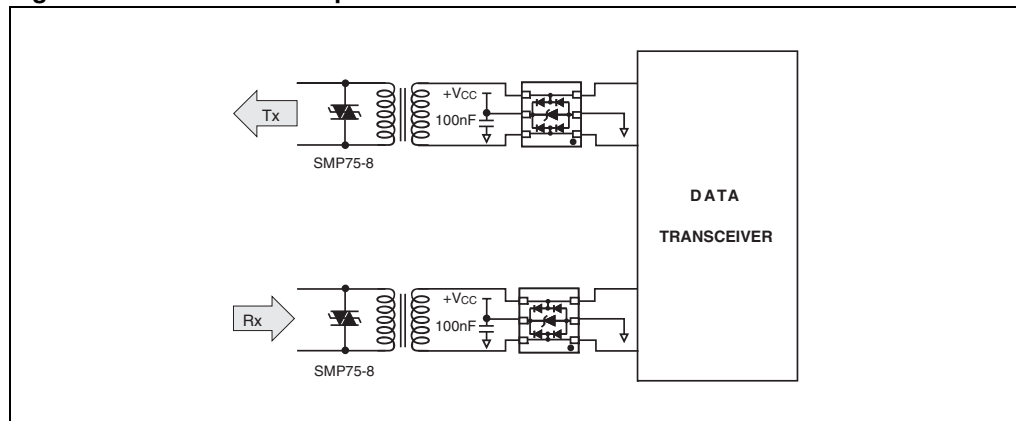 Tx
+Vcc
100nF
SMP75-8
DATA
TRANSCEIVER
Rx
+Vcc
100nF
SMP75-8